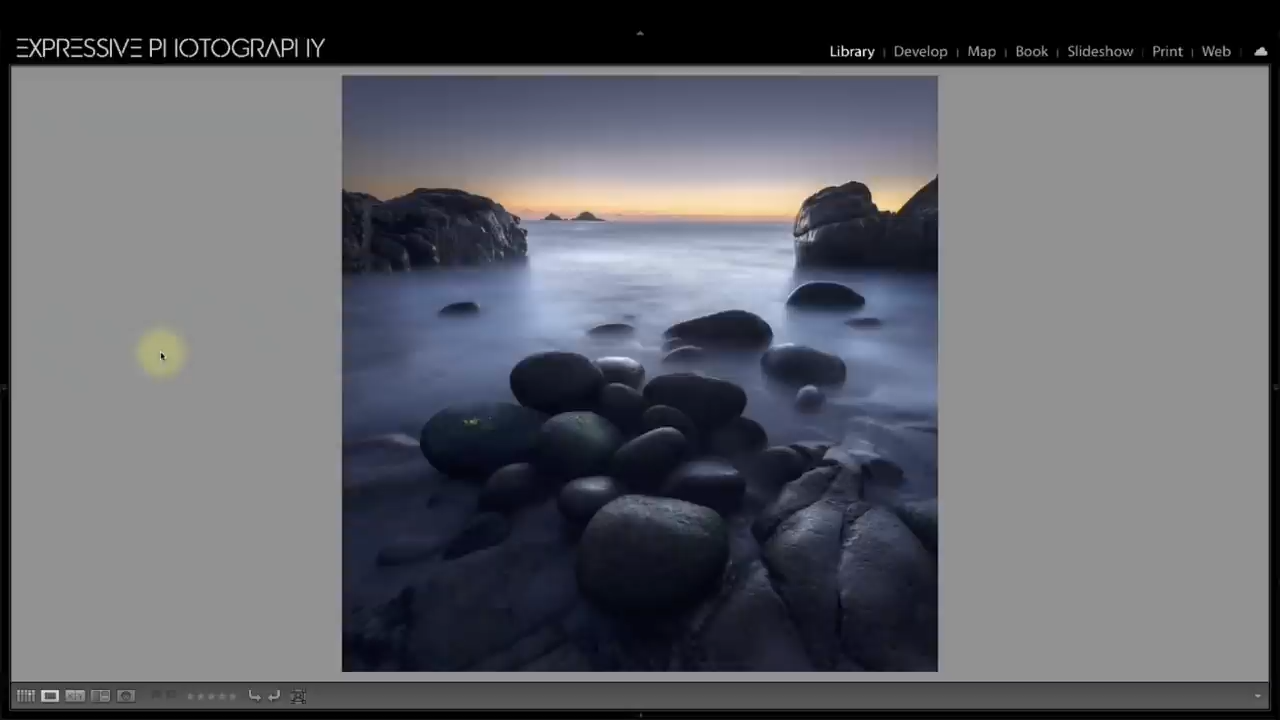 EXPRESSIVE PHOTOGRAPHY
Library | Develop | Map | Book | Slideshow | Print | Web